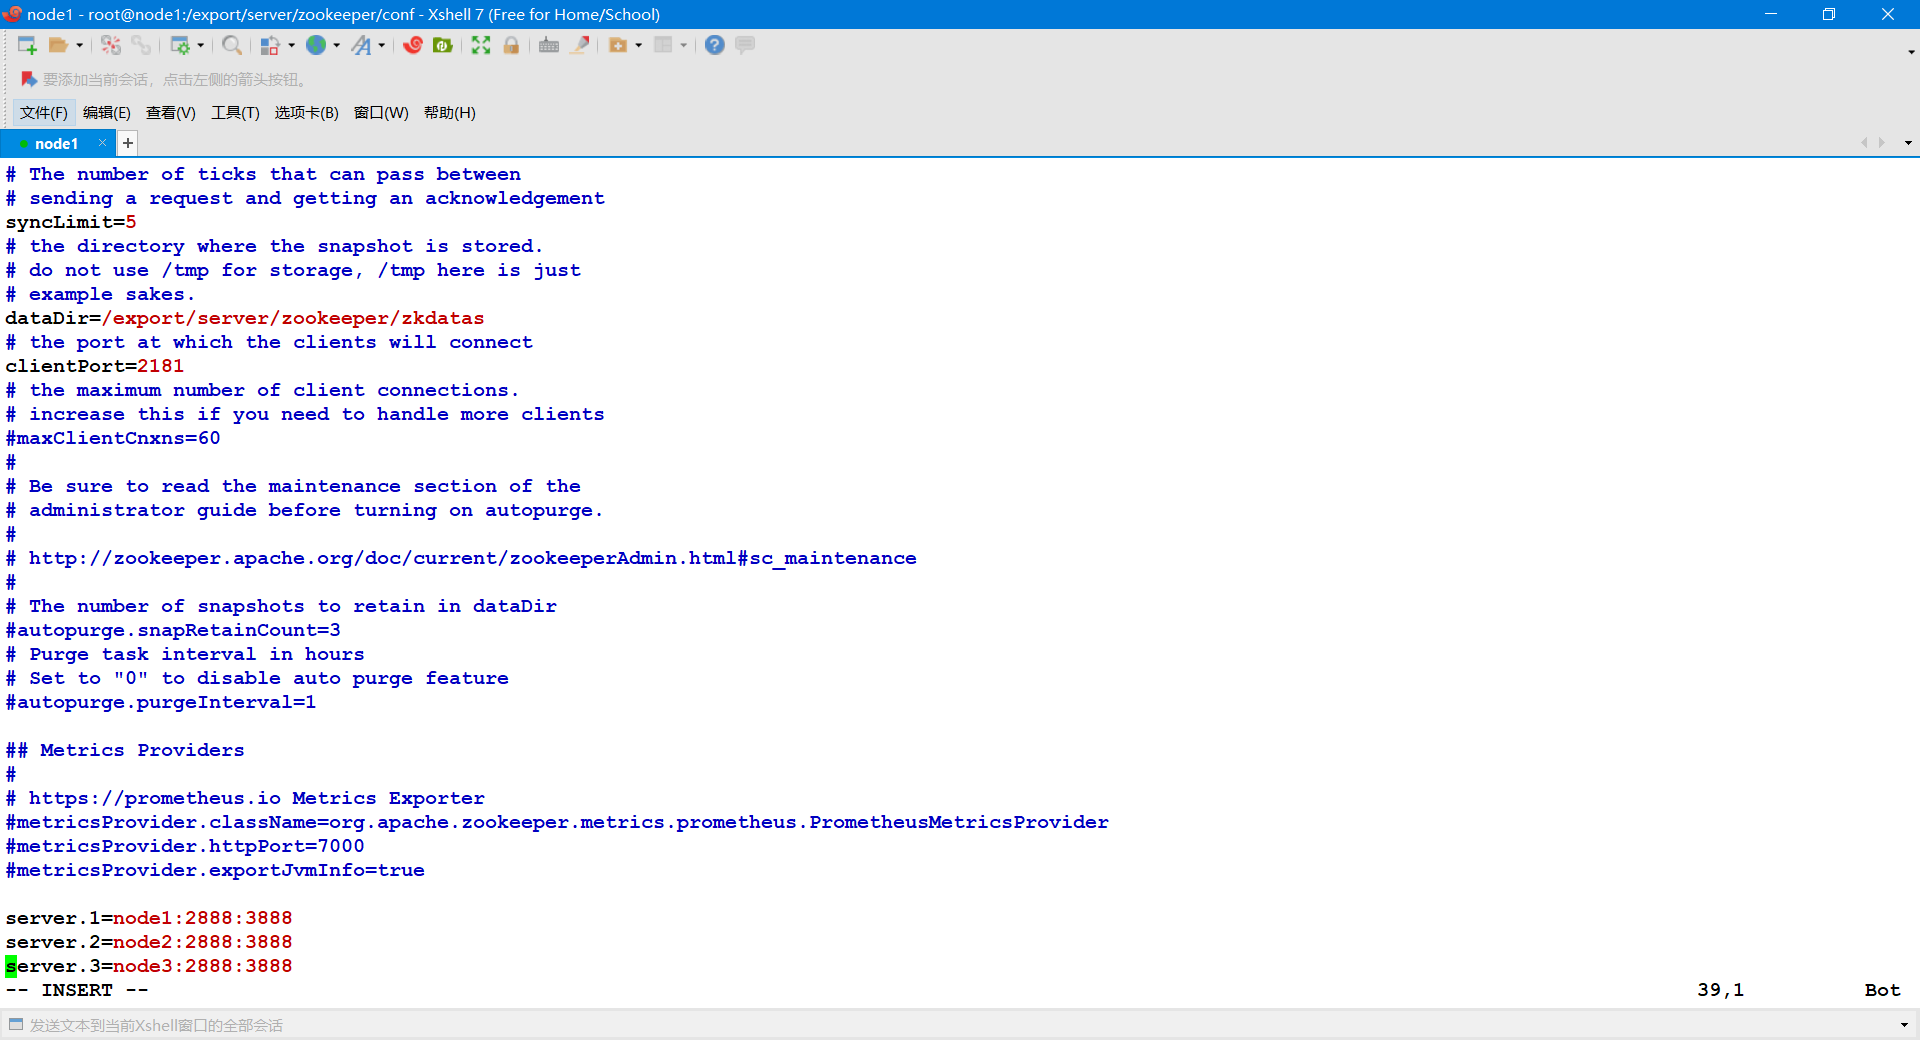 node1 - root@node1:/export/server/zookeeper/conf - Xshell 7 (Free for Home/School)
要添加当前会话，点击左侧的箭头按钮。
文件(F) 编辑(E) 查看(V) 工具(T) 选项卡(B) 窗口(W) 帮助(H)
node1
# The number of ticks that can pass between
# sending a request and getting an acknowledgement
syncLimit=5
# the directory where the snapshot is stored.
# do not use /tmp for storage, /tmp here is just
# example sakes.
dataDir=/export/server/zookeeper/zkdatas
# the port at which the clients will connect
clientPort=2181
# the maximum number of client connections.
# increase this if you need to handle more clients
#maxClientCnxns=60
#
# Be sure to read the maintenance section of the
# administrator guide before turning on autopurge.
#
# http://zookeeper.apache.org/doc/current/zookeeperAdmin.html#sc_maintenance
#
# The number of snapshots to retain in dataDir
#autopurge.snapRetainCount=3
# Purge task interval in hours
# Set to "0" to disable auto purge feature
#autopurge.purgeInterval=1
## Metrics Providers
#
# https://prometheus.io Metrics Exporter
#metricsProvider.className=org.apache.zookeeper.metrics.prometheus.PrometheusMetricsProvider
#metricsProvider.httpPort=7000
#metricsProvider.exportJvmInfo=true
server.1=node1:2888:3888
server.2=node2:2888:3888
server.3=node3:2888:3888
-- INSERT -- 39,1 Bot
发送文本到当前Xshell窗口的全部会话